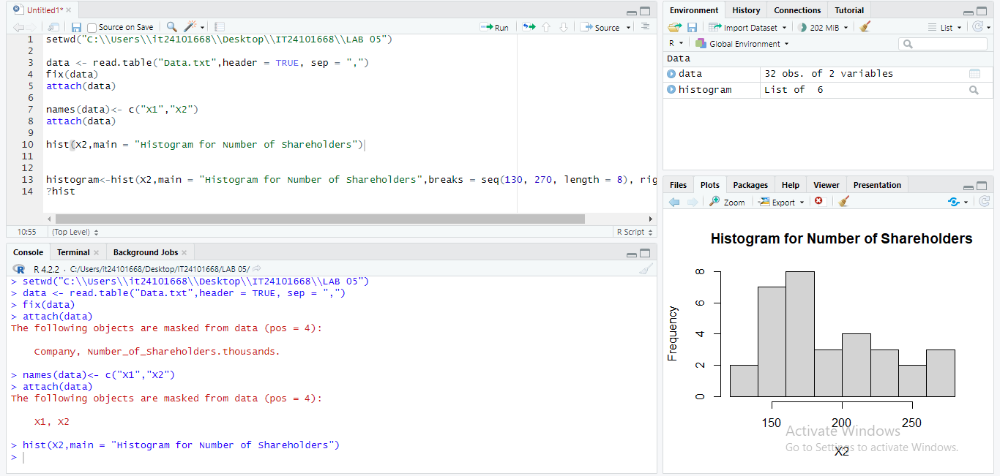 Untitled1*
Source on Save
Run
Source
1 setwd("C:\\Users\\it24101668\\Desktop\\IT24101668\\LAB 05")
2
3 data <- read.table("Data.txt",header = TRUE, sep = ",")
4 fix(data)
5 attach(data)
6
7 names(data)<- c("X1","X2")
8 attach(data)
9
10 hist(X2,main = "Histogram for Number of Shareholders")
11
12
13 histogram<-hist(X2,main = "Histogram for Number of Shareholders",breaks = seq(130, 270, length = 8), rig
14 ?hist
10:55 (Top Level) R Script
Console Terminal Background Jobs
R 4.2.2 · C:/Users/it24101668/Desktop/IT24101668/LAB 05/
> setwd("C:\\Users\\it24101668\\Desktop\\IT24101668\\LAB 05")
> data <- read.table("Data.txt",header = TRUE, sep = ",")
> fix(data)
> attach(data)
The following objects are masked from data (pos = 4):
Company, Number_of_Shareholders.thousands.
> names(data)<- c("X1","X2")
> attach(data)
The following objects are masked from data (pos = 4):
X1, X2
> hist(X2,main = "Histogram for Number of Shareholders")
>
Environment History Connections Tutorial
Import Dataset 202 MiB List
R Global Environment
Data
data 32 obs. of 2 variables
histogram List of 6
Files Plots Packages Help Viewer Presentation
Zoom Export
Histogram for Number of Shareholders
Frequency
8
6
4
2
0
150 200 250
X2
Activate Windows
Go to Settings to activate Windows.